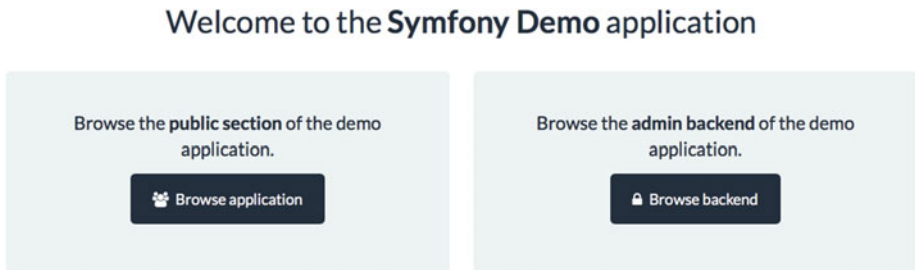 Welcome to the Symfony Demo application
Browse the public section of the demo
application.
Browse application
Browse the admin backend of the demo
application.
Browse backend